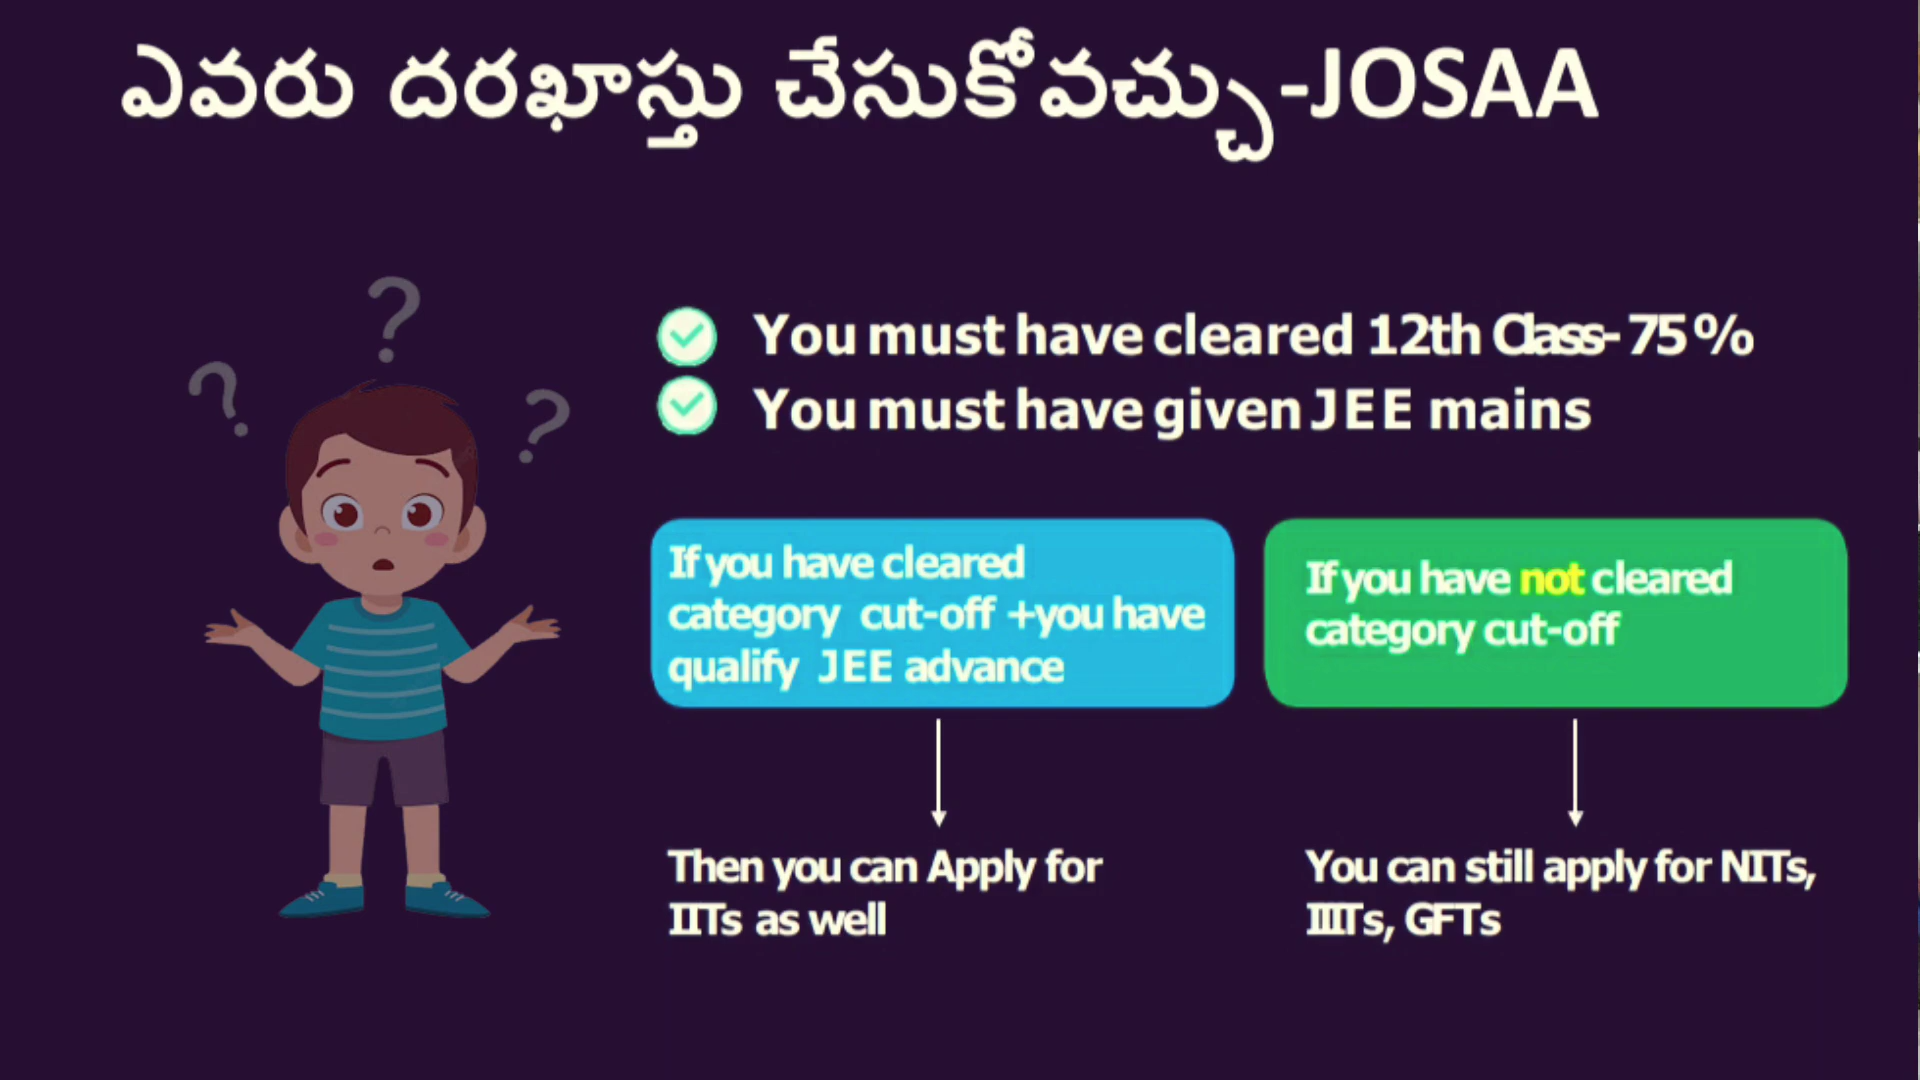 ఎవరు దరఖాస్తు చేసుకోవచ్చు-JOSAA
? ? ?
You must have cleared 12th Class-75%
You must have given JEE mains
If you have cleared
category cut-off +you have
qualify JEE advance
If you have not cleared
category cut-off
Then you can Apply for
IITs as well
You can still apply for NITs,
IIITs, GFTs